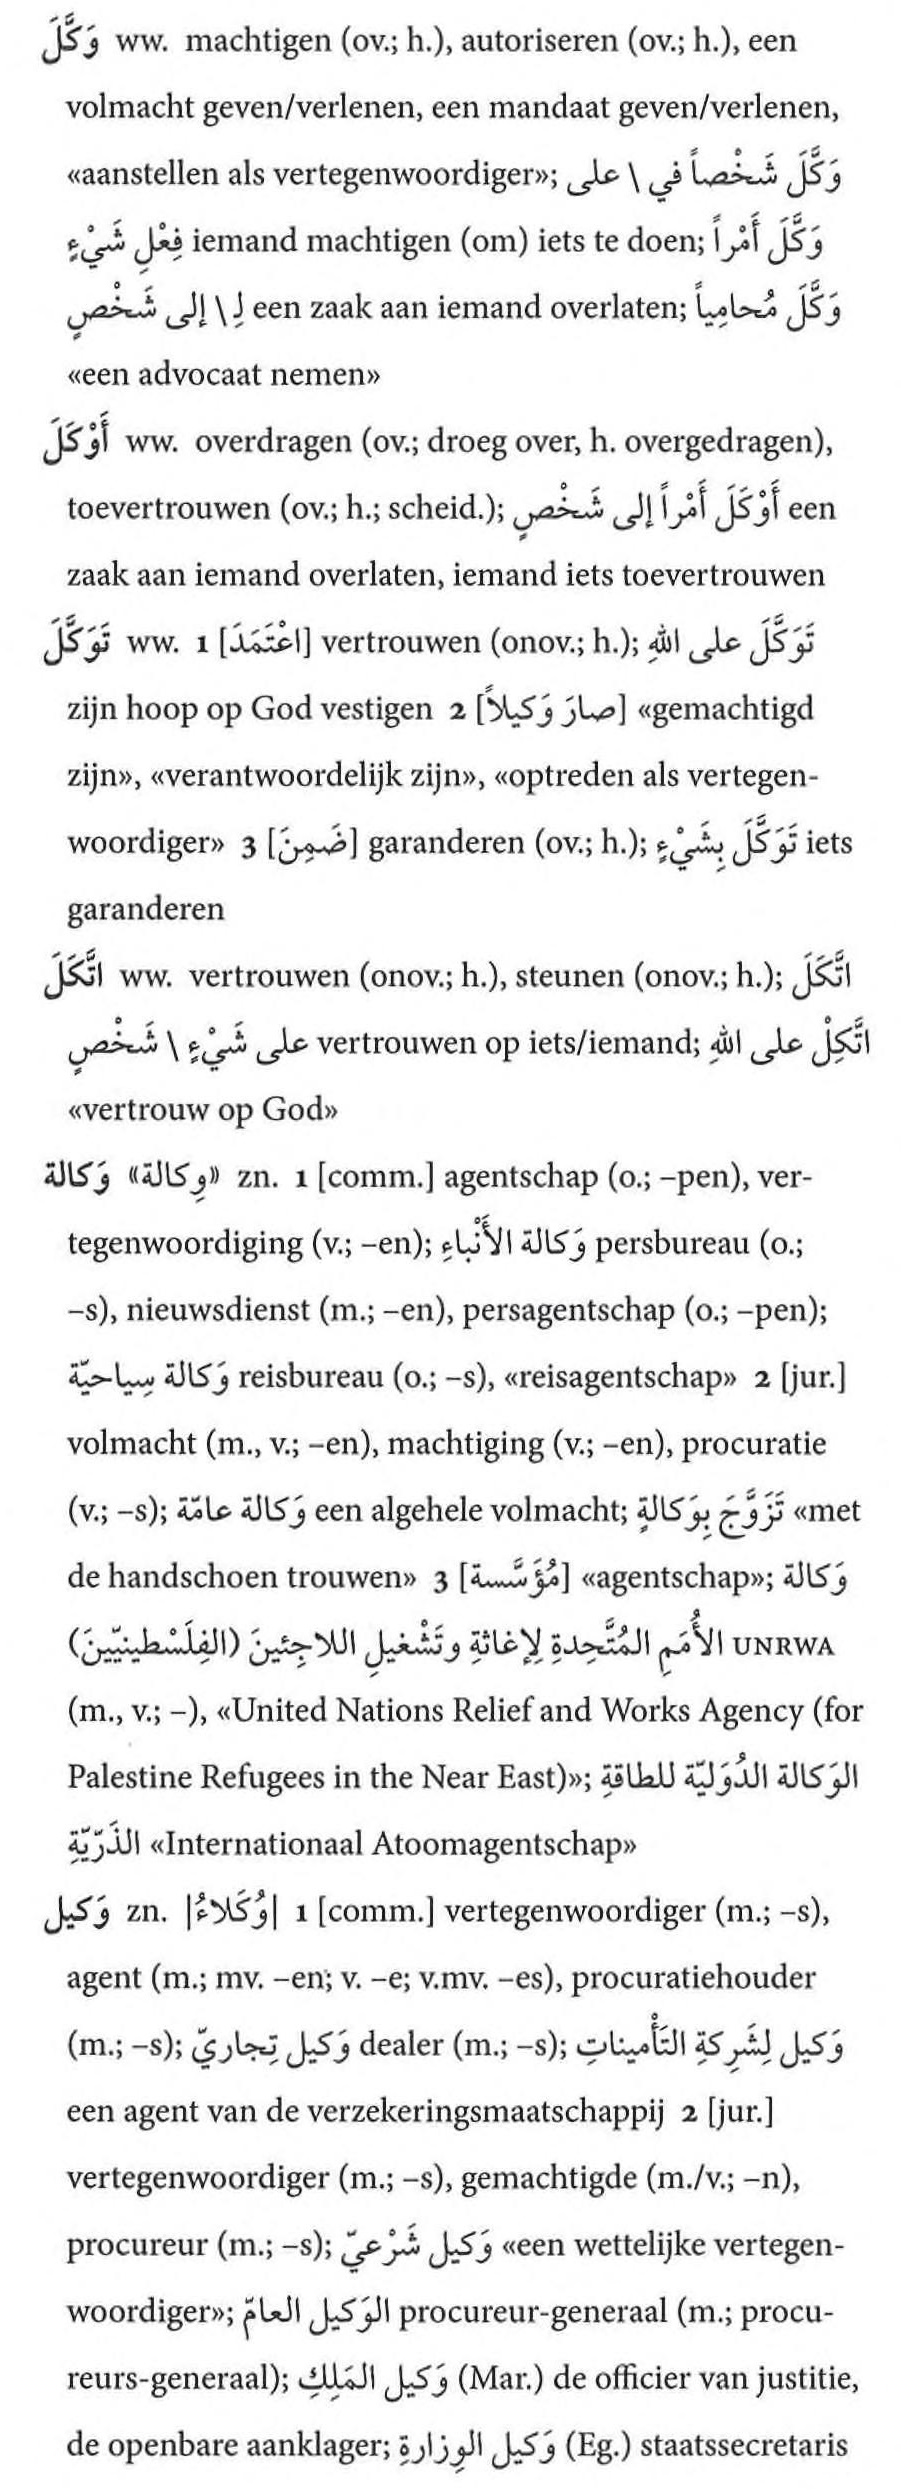 وَكَّلَ ww. machtigen (ov.; h.), autoriseren (ov.; h.), een
volmacht geven/verlenen, een mandaat geven/verlenen,
«aanstellen als vertegenwoordiger»; وَكَّلَ شَخْصاً في \ على
فِعْلِ شَيْءٍ iemand machtigen (om) iets te doen; وَكَّلَ أَمْراً
لِ \ إلى شَخْصٍ een zaak aan iemand overlaten; وَكَّلَ مُحامِياً
«een advocaat nemen»
أَوْكَلَ ww. overdragen (ov.; droeg over, h. overgedragen),
toevertrouwen (ov.; h.; scheid.); أَوْكَلَ أَمْراً إلى شَخْصٍ een
zaak aan iemand overlaten, iemand iets toevertrouwen
تَوَكَّلَ ww. 1 [اعْتَمَدَ] vertrouwen (onov.; h.); تَوَكَّلَ على اللهِ
zijn hoop op God vestigen 2 [صارَ وَكيلاً] «gemachtigd
zijn», «verantwoordelijk zijn», «optreden als vertegen-
woordiger» 3 [ضَمِنَ] garanderen (ov.; h.); تَوَكَّلَ بِشَيْءٍ iets
garanderen
اتَّكَلَ ww. vertrouwen (onov.; h.), steunen (onov.; h.); اتَّكَلَ
على شَيْءٍ \ شَخْصٍ vertrouwen op iets/iemand; اتَّكِلْ على اللهِ
«vertrouw op God»
وَكالة «وِكالة» zn. 1 [comm.] agentschap (o.; –pen), ver-
tegenwoordiging (v.; –en); وَكالة الأَنْباءِ persbureau (o.;
–s), nieuwsdienst (m.; –en), persagentschap (o.; –pen);
وَكالة سِياحيّة reisbureau (o.; –s), «reisagentschap» 2 [jur.]
volmacht (m., v.; –en), machtiging (v.; –en), procuratie
(v.; –s); وَكالة عامّة een algehele volmacht; تَزَوَّجَ بِوَكالةٍ «met
de handschoen trouwen» 3 [مُؤَسَّسة] «agentschap»; وَكالة
الأُمَمِ المُتَّحِدةِ لِإغاثةِ وتَشْغيلِ اللاجِئينَ (الفِلَسْطينيّينَ) UNRWA
(m., v.; –), «United Nations Relief and Works Agency (for
Palestine Refugees in the Near East)»; الوَكالة الدُوَليّة للطاقةِ
الذَرّيّةِ «Internationaal Atoomagentschap»
وَكيل zn. |وُكَلاءُ| 1 [comm.] vertegenwoordiger (m.; –s),
agent (m.; mv. –en; v. –e; v.mv. –es), procuratiehouder
(m.; –s); وَكيل تِجاريّ dealer (m.; –s); وَكيل لِشَرِكةِ التَأْميناتِ
een agent van de verzekeringsmaatschappij 2 [jur.]
vertegenwoordiger (m.; –s), gemachtigde (m./v.; –n),
procureur (m.; –s); وَكيل شَرْعيّ «een wettelijke vertegen-
woordiger»; الوَكيل العامّ procureur-generaal (m.; procu-
reurs-generaal); وَكيل المَلِكِ (Mar.) de officier van justitie,
de openbare aanklager; وَكيل الوِزارةِ (Eg.) staatssecretaris